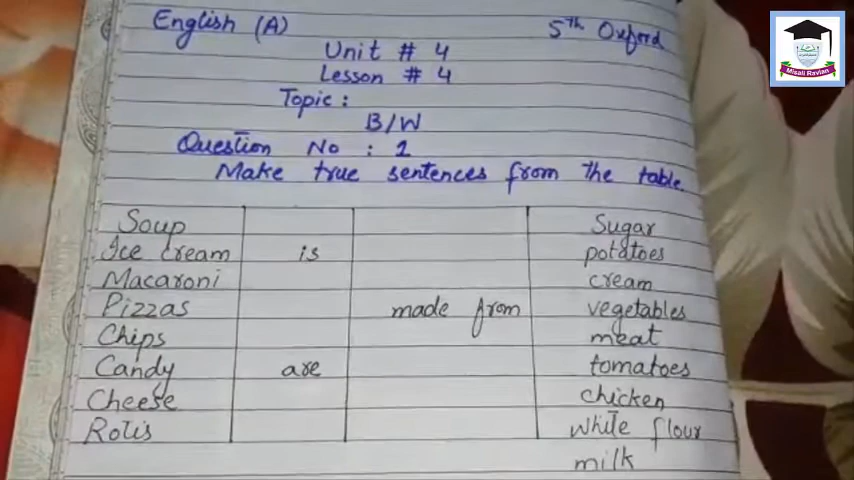 English (A) 5th Oxford
Unit # 4
Lesson # 4
Topic :
B/W
Question No : 1
Make true sentences from the table.
Soup Sugar
Ice cream is potatoes
Macaroni cream
Pizzas made from vegetables
Chips meat
Candy are tomatoes
Cheese chicken
Rotis white flour
milk
Misali Ravian